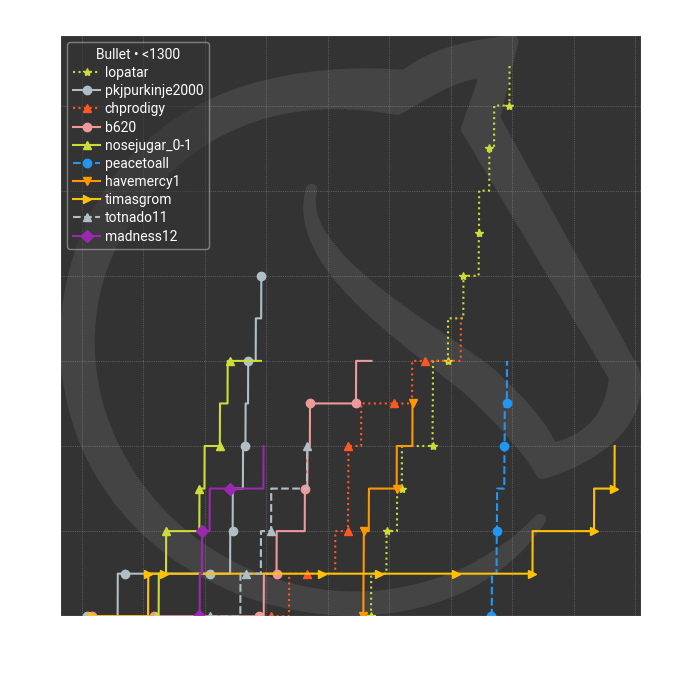 Bullet • <1300
lopatar
pkjpurkinje2000
chprodigy
b620
nosejugar_0-1
peacetoall
havemercy1
timasgrom
totnado11
madness12